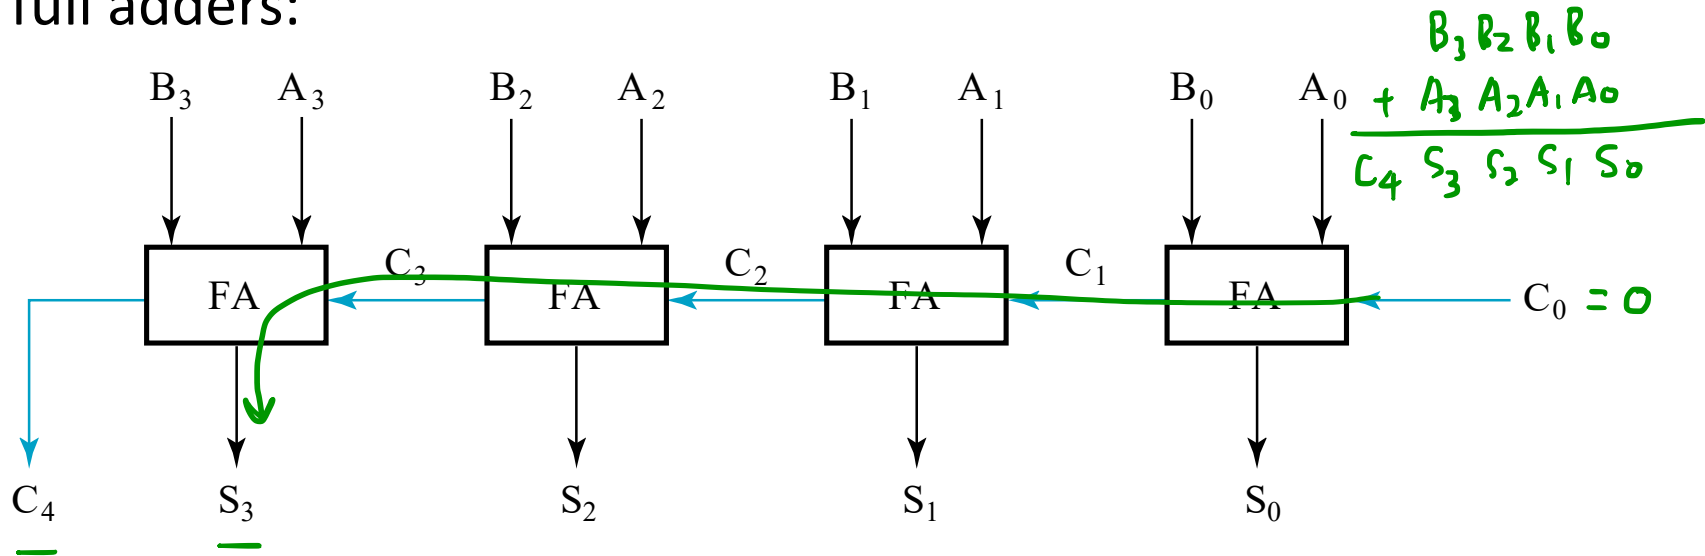 full adders:
B₃ B₂ B₁ B₀
B₃ A₃ B₂ A₂ B₁ A₁ B₀ A₀
+ A₃ A₂ A₁ A₀
C₄ S₃ S₂ S₁ S₀
FA C₃ FA C₂ FA C₁ FA C₀ = 0
C₄ S₃ S₂ S₁ S₀